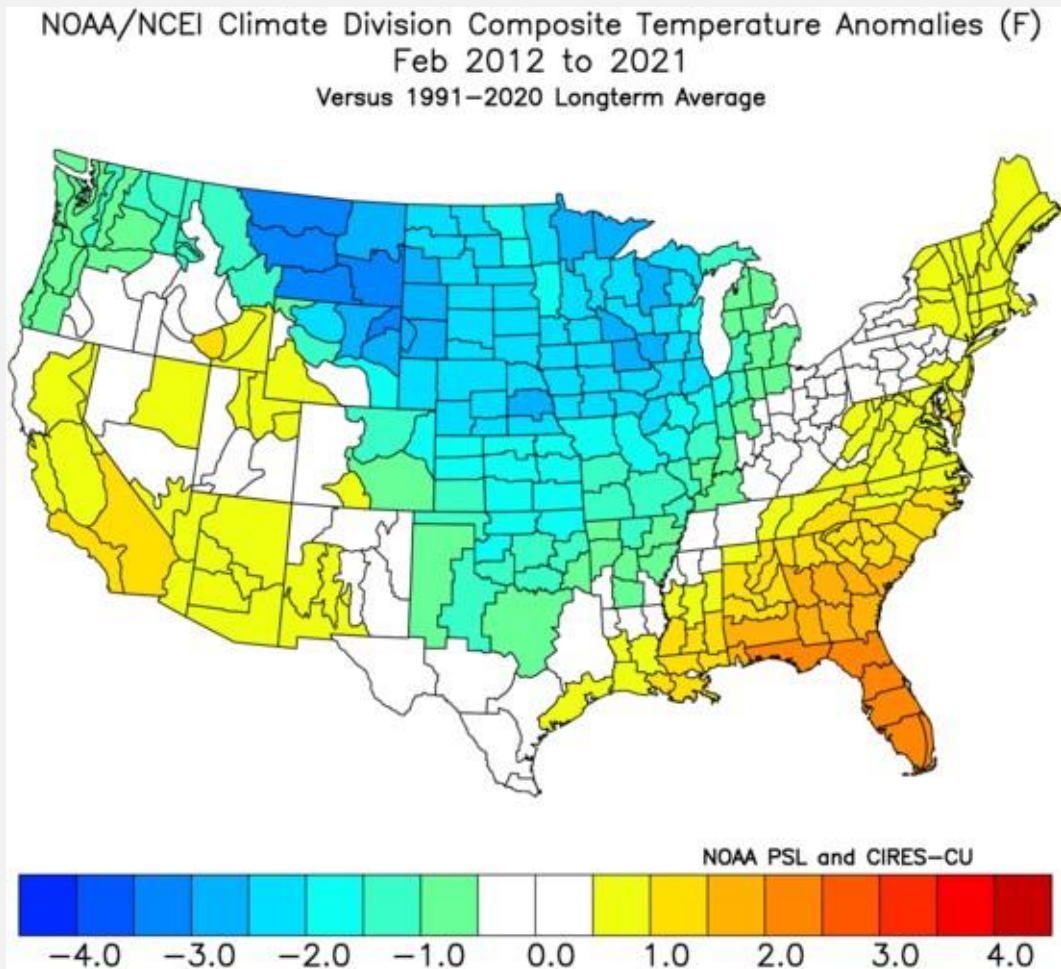 NOAA/NCEI Climate Division Composite Temperature Anomalies (F)
Feb 2012 to 2021
Versus 1991−2020 Longterm Average
NOAA PSL and CIRES−CU
−4.0 −3.0 −2.0 −1.0 0.0 1.0 2.0 3.0 4.0